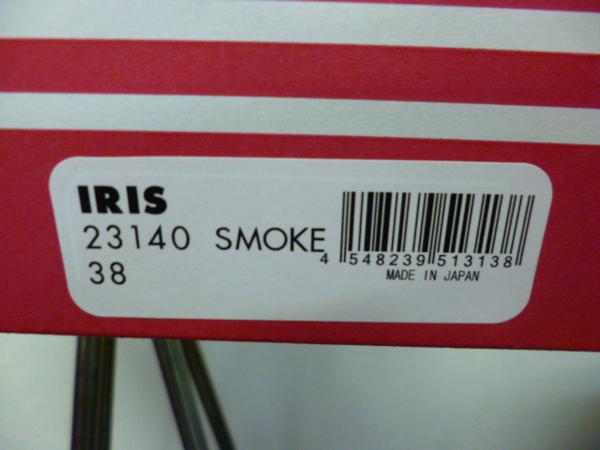 IRIS
23140 SMOKE
38
4 548239 513138
MADE IN JAPAN